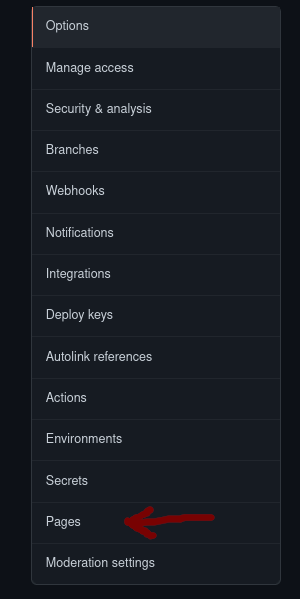 Options
Manage access
Security & analysis
Branches
Webhooks
Notifications
Integrations
Deploy keys
Autolink references
Actions
Environments
Secrets
Pages
Moderation settings